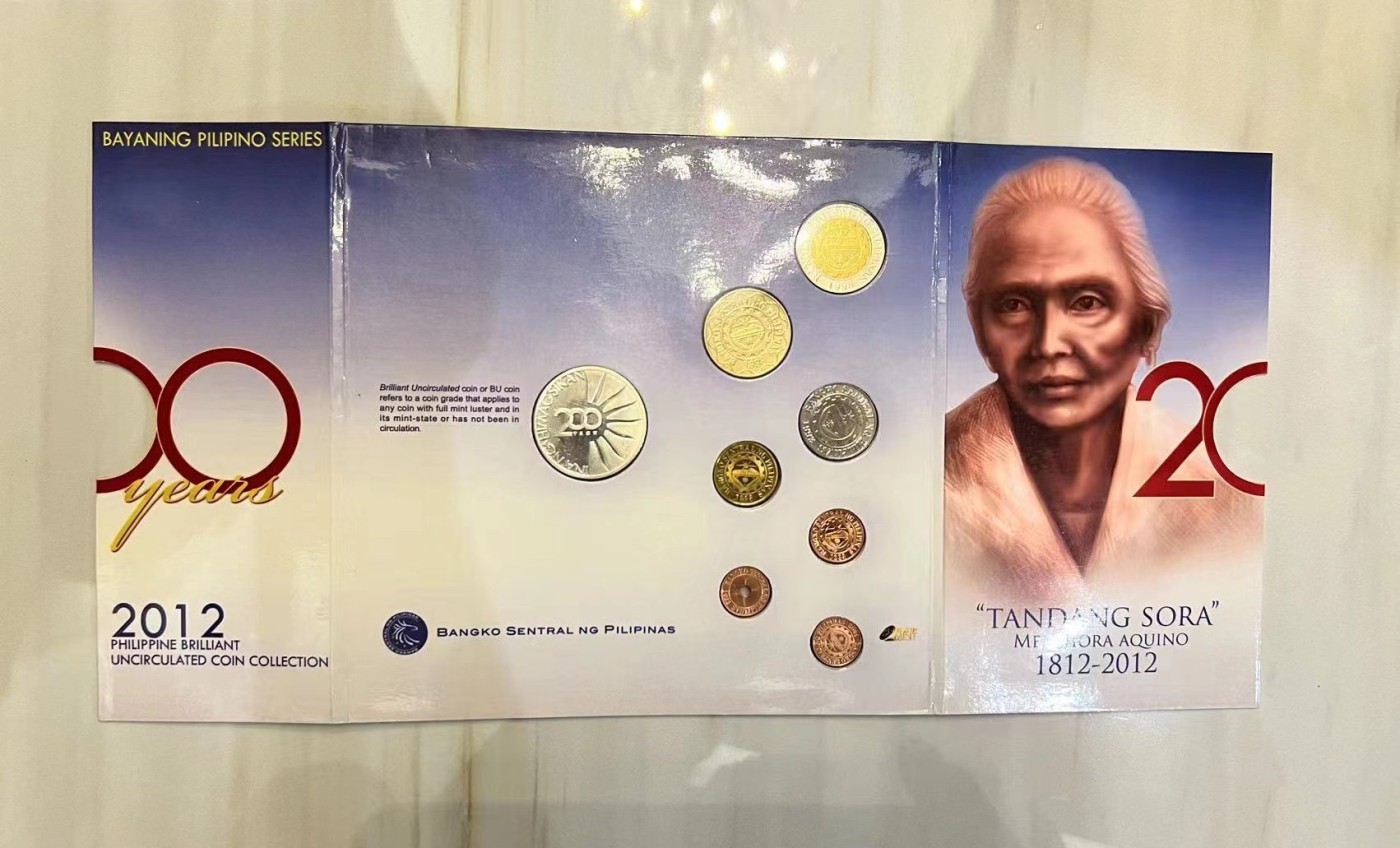 BAYANING PILIPINO SERIES
00
years
2012
PHILIPPINE BRILLIANT
UNCIRCULATED COIN COLLECTION
Brilliant Uncirculated coin or BU coin
refers to a coin grade that applies to
any coin with full mint luster and in
its mint-state or has not been in
circulation.
200
BANGKO SENTRAL NG PILIPINAS
20
"TANDANG SORA"
AQUINO
1812-2012